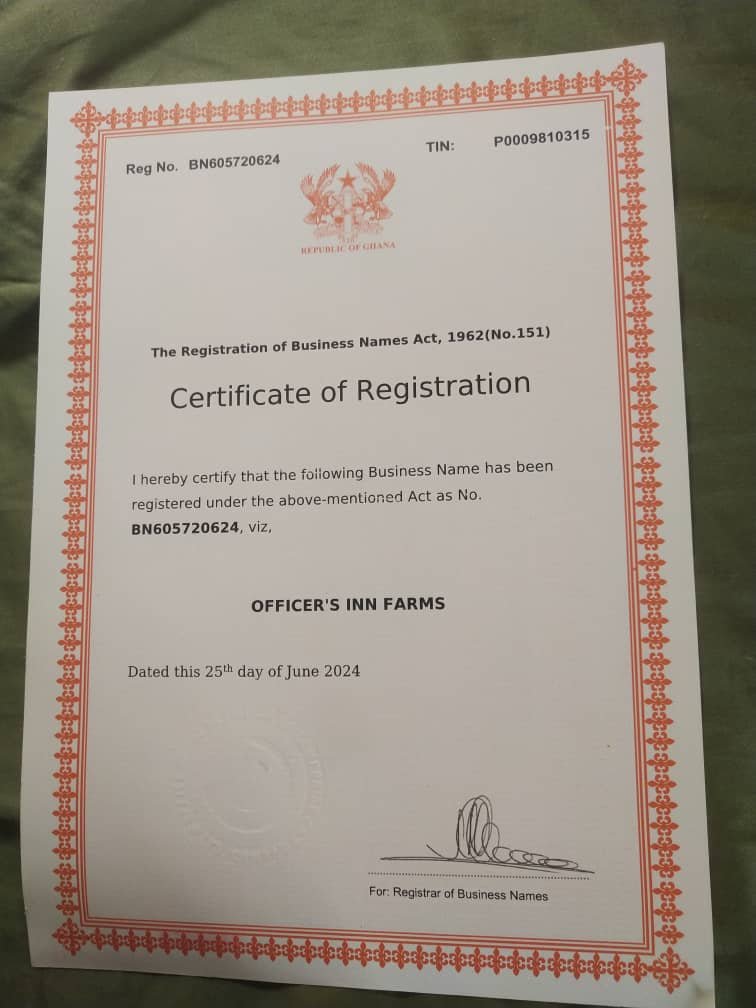 Reg No. BN605720624
TIN: P0009810315
REPUBLIC OF GHANA
The Registration of Business Names Act, 1962(No.151)
Certificate of Registration
I hereby certify that the following Business Name has been
registered under the above-mentioned Act as No.
BN605720624, viz,
OFFICER'S INN FARMS
Dated this 25th day of June 2024
For: Registrar of Business Names